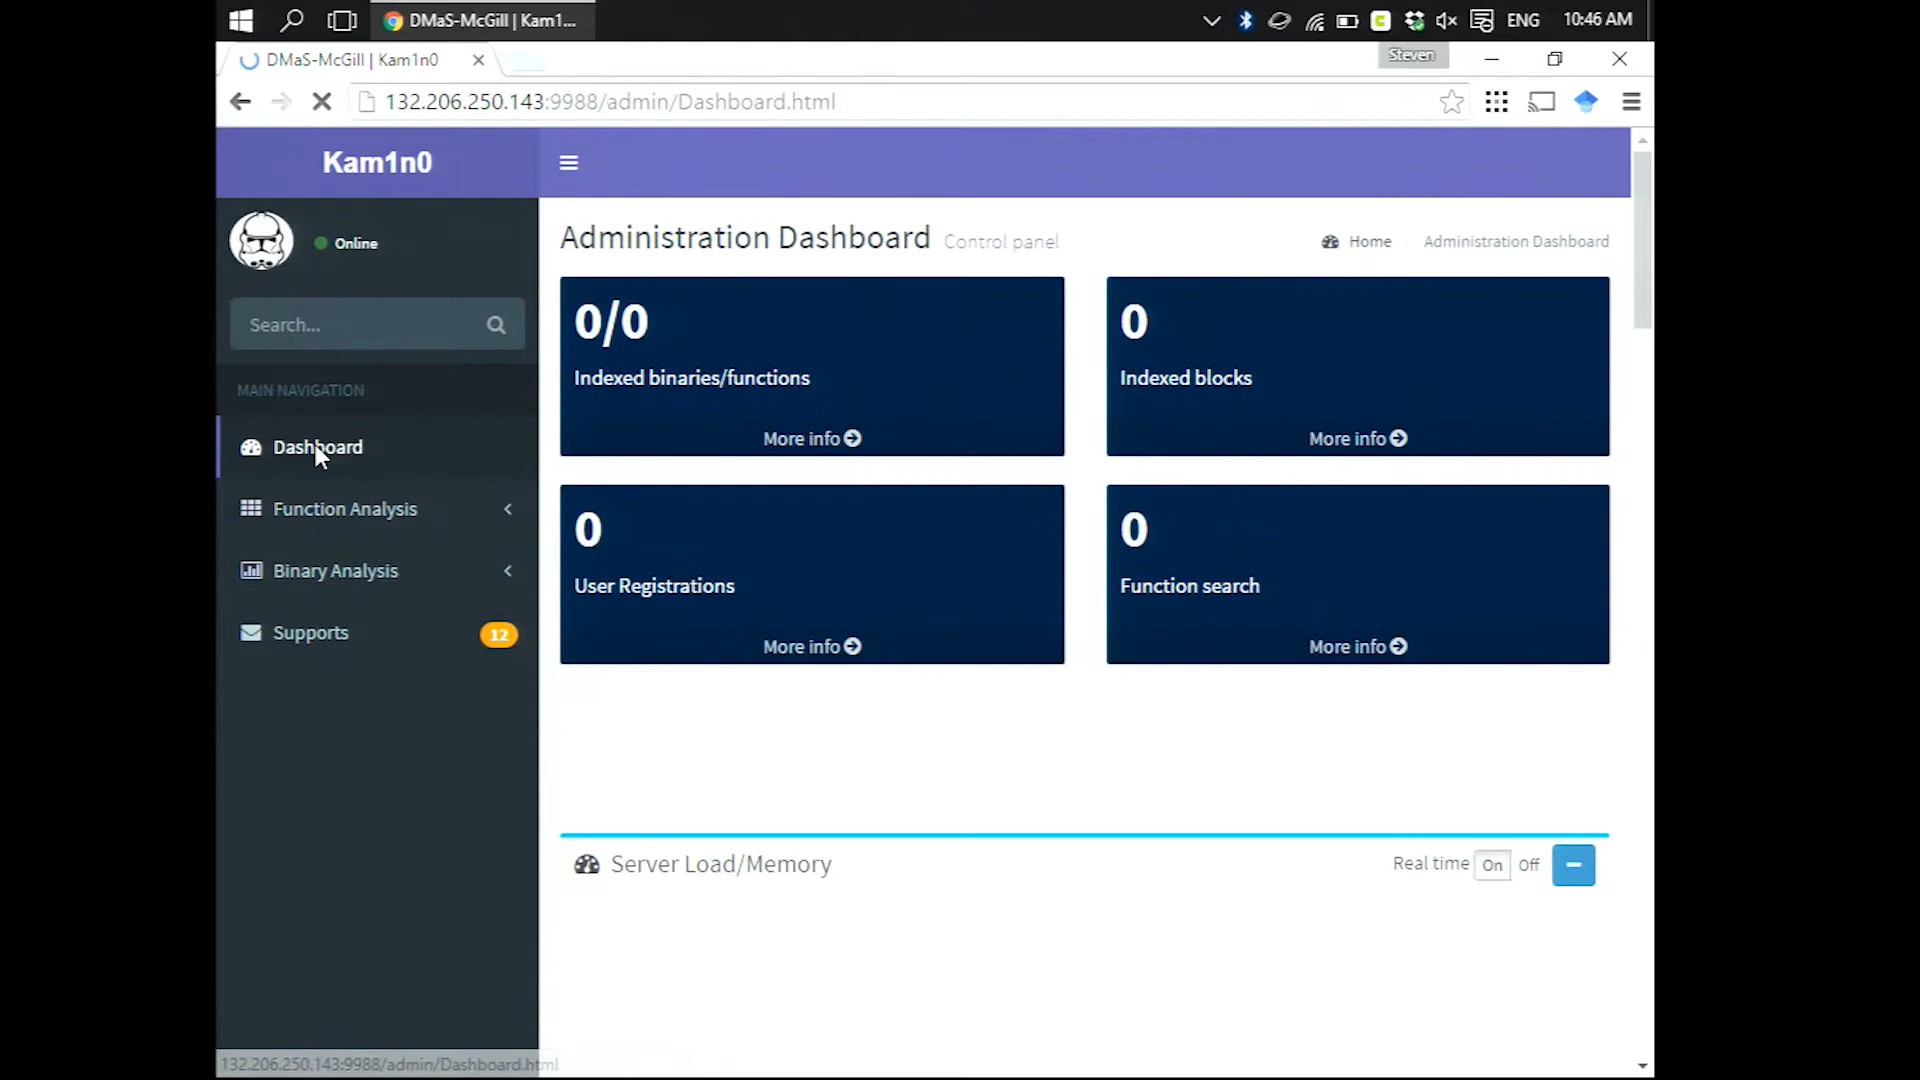 DMaS-McGill | Kam1...
ENG
10:46 AM
DMaS-McGill | Kam1n0
Steven
132.206.250.143:9988/admin/Dashboard.html
Kam1n0
Online
Search...
MAIN NAVIGATION
Dashboard
Function Analysis
Binary Analysis
Supports
12
Administration Dashboard Control panel
Home
Administration Dashboard
0/0
Indexed binaries/functions
More info
0
Indexed blocks
More info
0
User Registrations
More info
0
Function search
More info
Server Load/Memory
Real time On Off
132.206.250.143:9988/admin/Dashboard.html